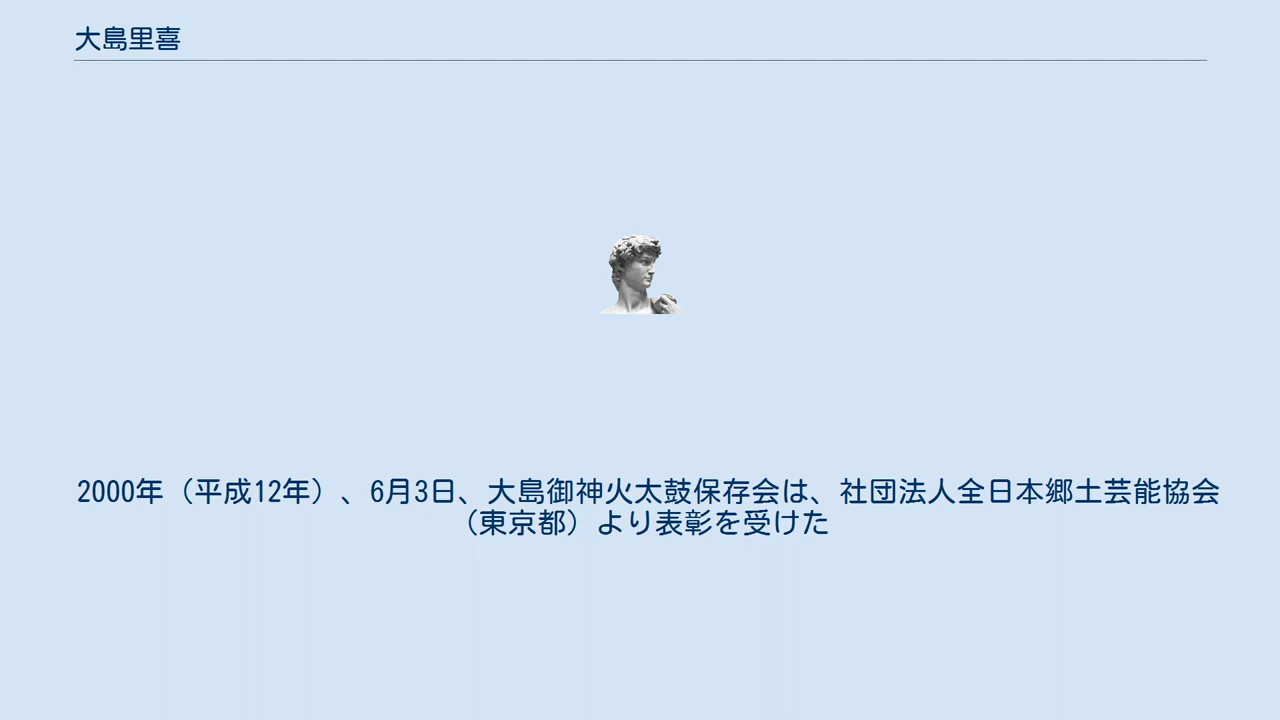 大島里喜
2000年（平成12年）、6月3日、大島御神火太鼓保存会は、社団法人全日本郷土芸能協会
（東京都）より表彰を受けた